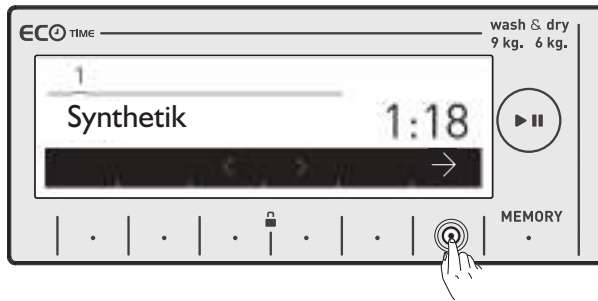 ECO TIME
wash & dry
9 kg. 6 kg.
1
Synthetik
1:18
MEMORY